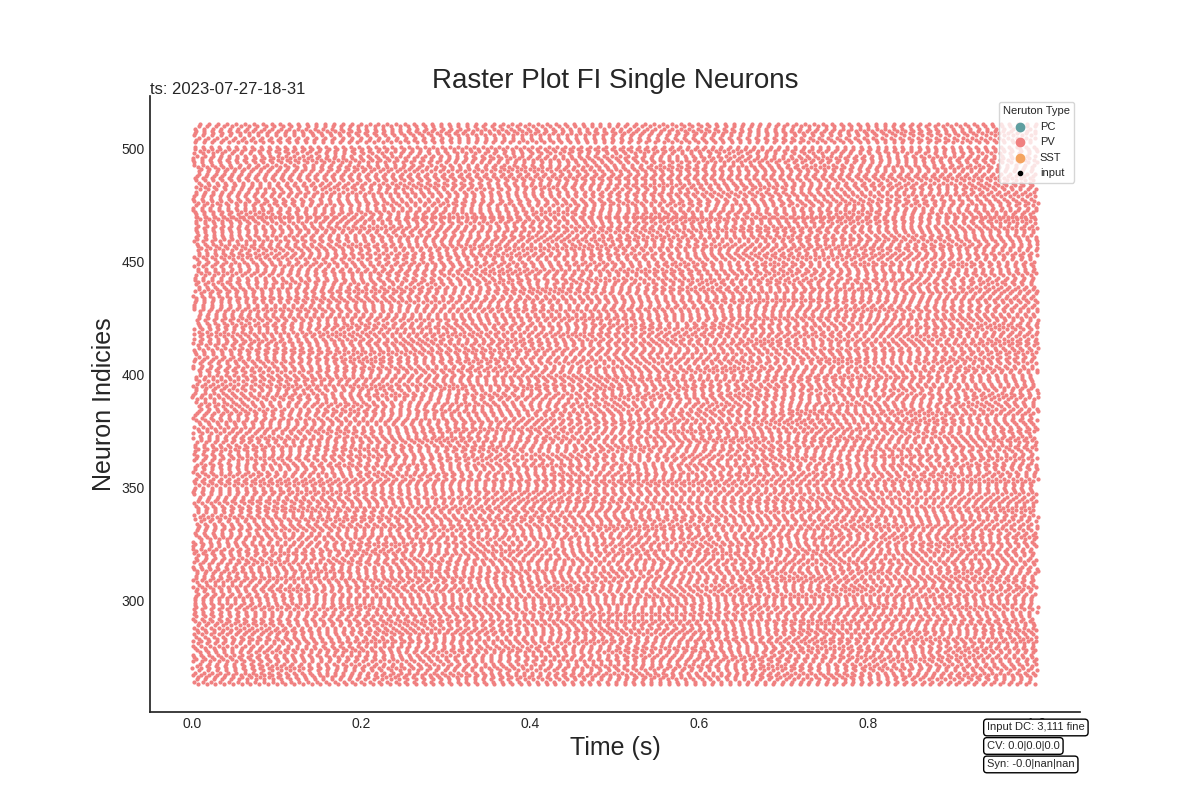 Raster Plot FI Single Neurons
ts: 2023-07-27-18-31
Neruton Type
PC
PV
SST
input
500
450
400
350
300
Neuron Indicies
0.0 0.2 0.4 0.6 0.8
Time (s)
Input DC: 3,111 fine
CV: 0.0|0.0|0.0
Syn: -0.0|nan|nan